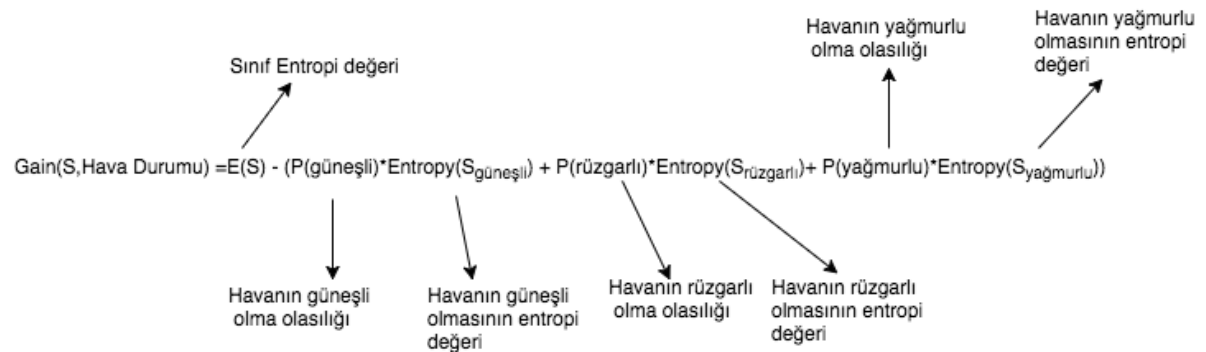 Havanın yağmurlu
olma olasılığı
Havanın yağmurlu
olmasının entropi
değeri
Sınıf Entropi değeri
Gain(S,Hava Durumu) =E(S) - (P(güneşli)*Entropy(Sgüneşli) + P(rüzgarlı)*Entropy(Srüzgarlı)+ P(yağmurlu)*Entropy(Syağmurlu))
Havanın güneşli
olma olasılığı
Havanın güneşli
olmasının entropi
değeri
Havanın rüzgarlı
olma olasılığı
Havanın rüzgarlı
olmasının entropi
değeri